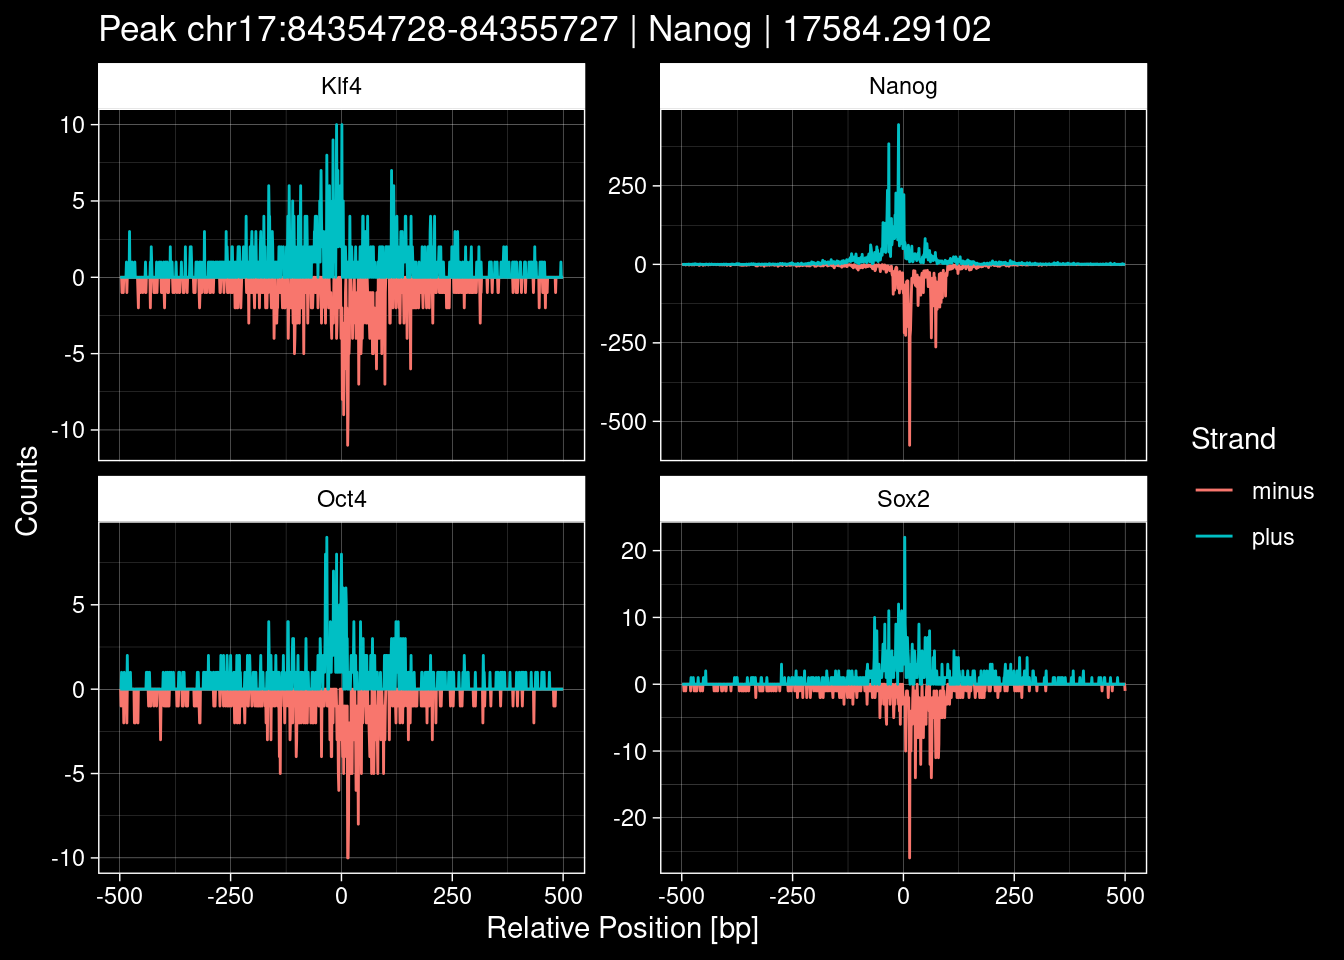 Peak chr17:84354728-84355727 | Nanog | 17584.29102
Klf4
Nanog
10
5
0
-5
-10
250
0
-250
-500
Oct4
Sox2
5
0
-5
-10
20
10
0
-10
-20
-500 -250 0 250 500
-500 -250 0 250 500
Relative Position [bp]
Counts
Strand
minus
plus